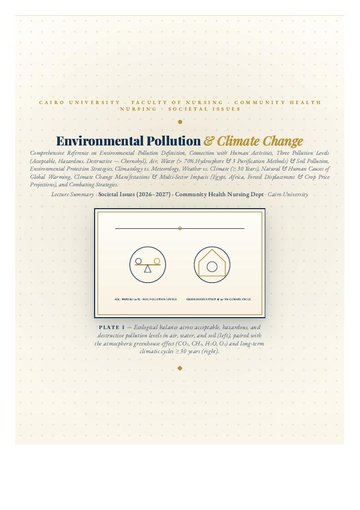 CAIRO UNIVERSITY · FACULTY OF NURSING · COMMUNITY HEALTH
NURSING · SOCIETAL ISSUES
Environmental Pollution & Climate Change
Comprehensive Reference on Environmental Pollution Definition, Connection with Human Activities, Three Pollution Levels
(Acceptable, Hazardous, Destructive — Chernobyl), Air, Water (> 70% Hydrosphere & 3 Purification Methods) & Soil Pollution,
Environmental Protection Strategies, Climatology vs. Meteorology, Weather vs. Climate (≥ 30 Years), Natural & Human Causes of
Global Warming, Climate Change Manifestations & Multi-Sector Impacts (Egypt, Africa, Forced Displacement & Crop Price
Projections), and Combating Strategies.
Lecture Summary · Societal Issues (2026–2027) · Community Health Nursing Dept · Cairo University
PLATE I — Ecological balance across acceptable, hazardous, and
destructive pollution levels in air, water, and soil (left), paired with
the atmospheric greenhouse effect (CO₂, CH₄, H₂O, O₃) and long-term
climatic cycles ≥ 30 years (right).